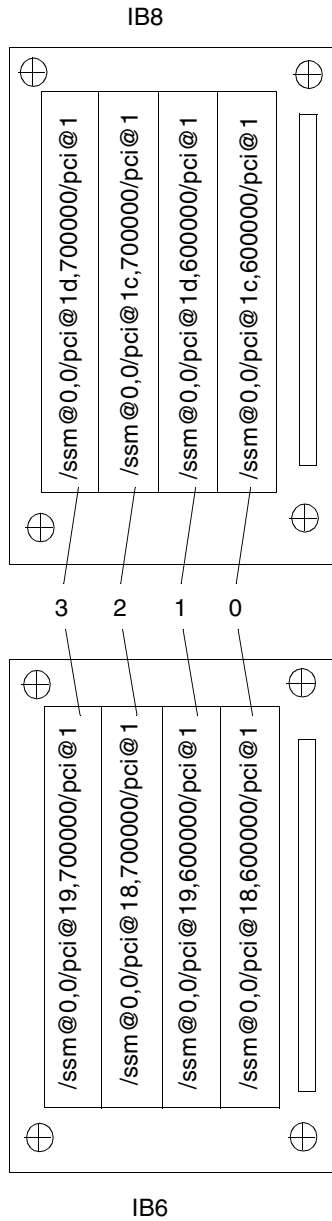 IB8
/ssm@0,0/pci@1d,700000/pci@1
/ssm@0,0/pci@1c,700000/pci@1
/ssm@0,0/pci@1d,600000/pci@1
/ssm@0,0/pci@1c,600000/pci@1
3 2 1 0
/ssm@0,0/pci@19,700000/pci@1
/ssm@0,0/pci@18,700000/pci@1
/ssm@0,0/pci@19,600000/pci@1
/ssm@0,0/pci@18,600000/pci@1
IB6